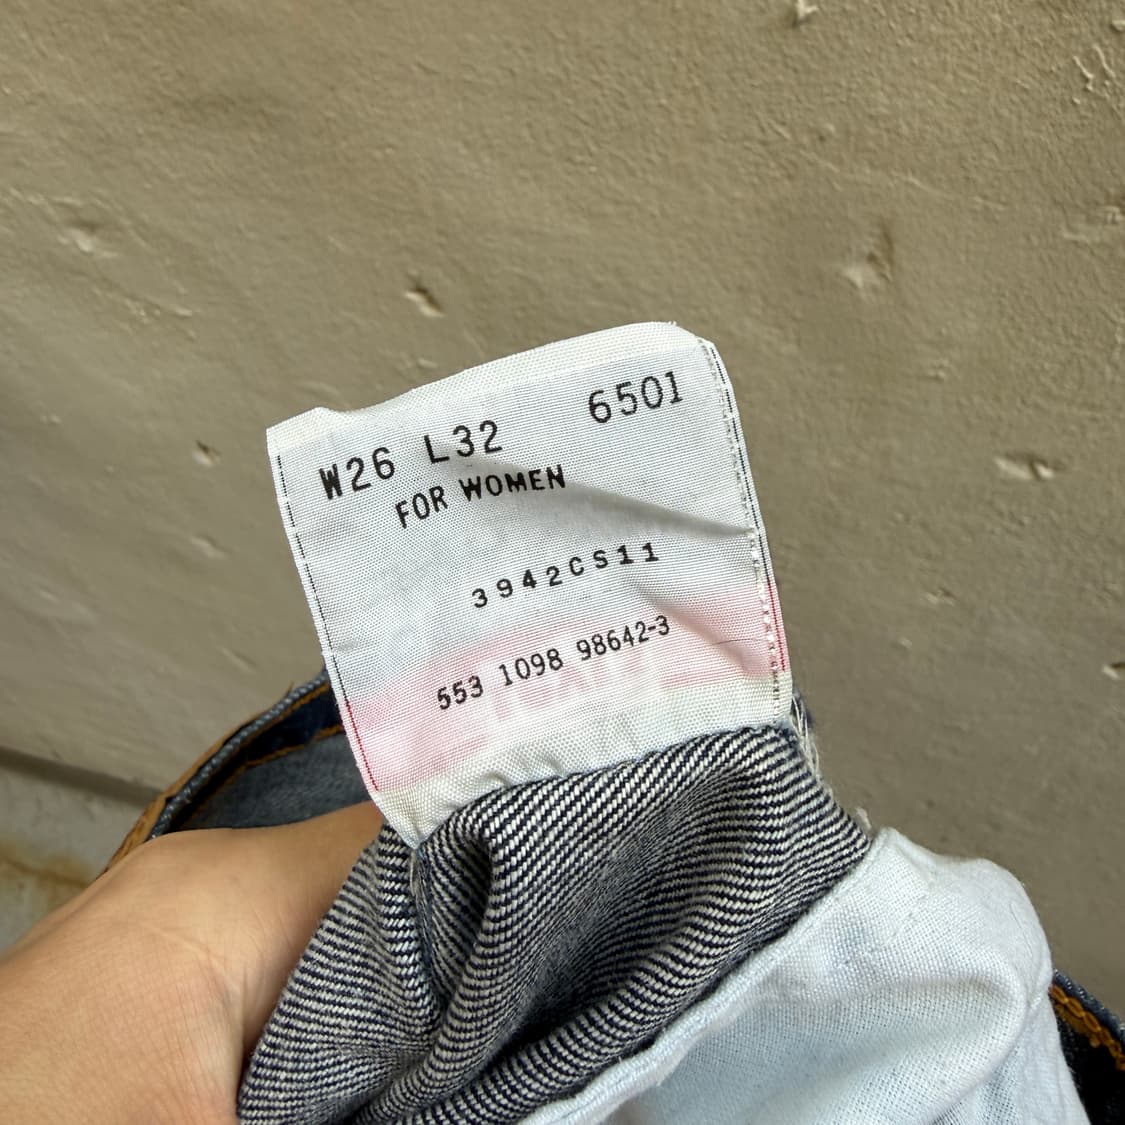 W26 L32 6501
FOR WOMEN
3942CS11
553 1098 98642-3